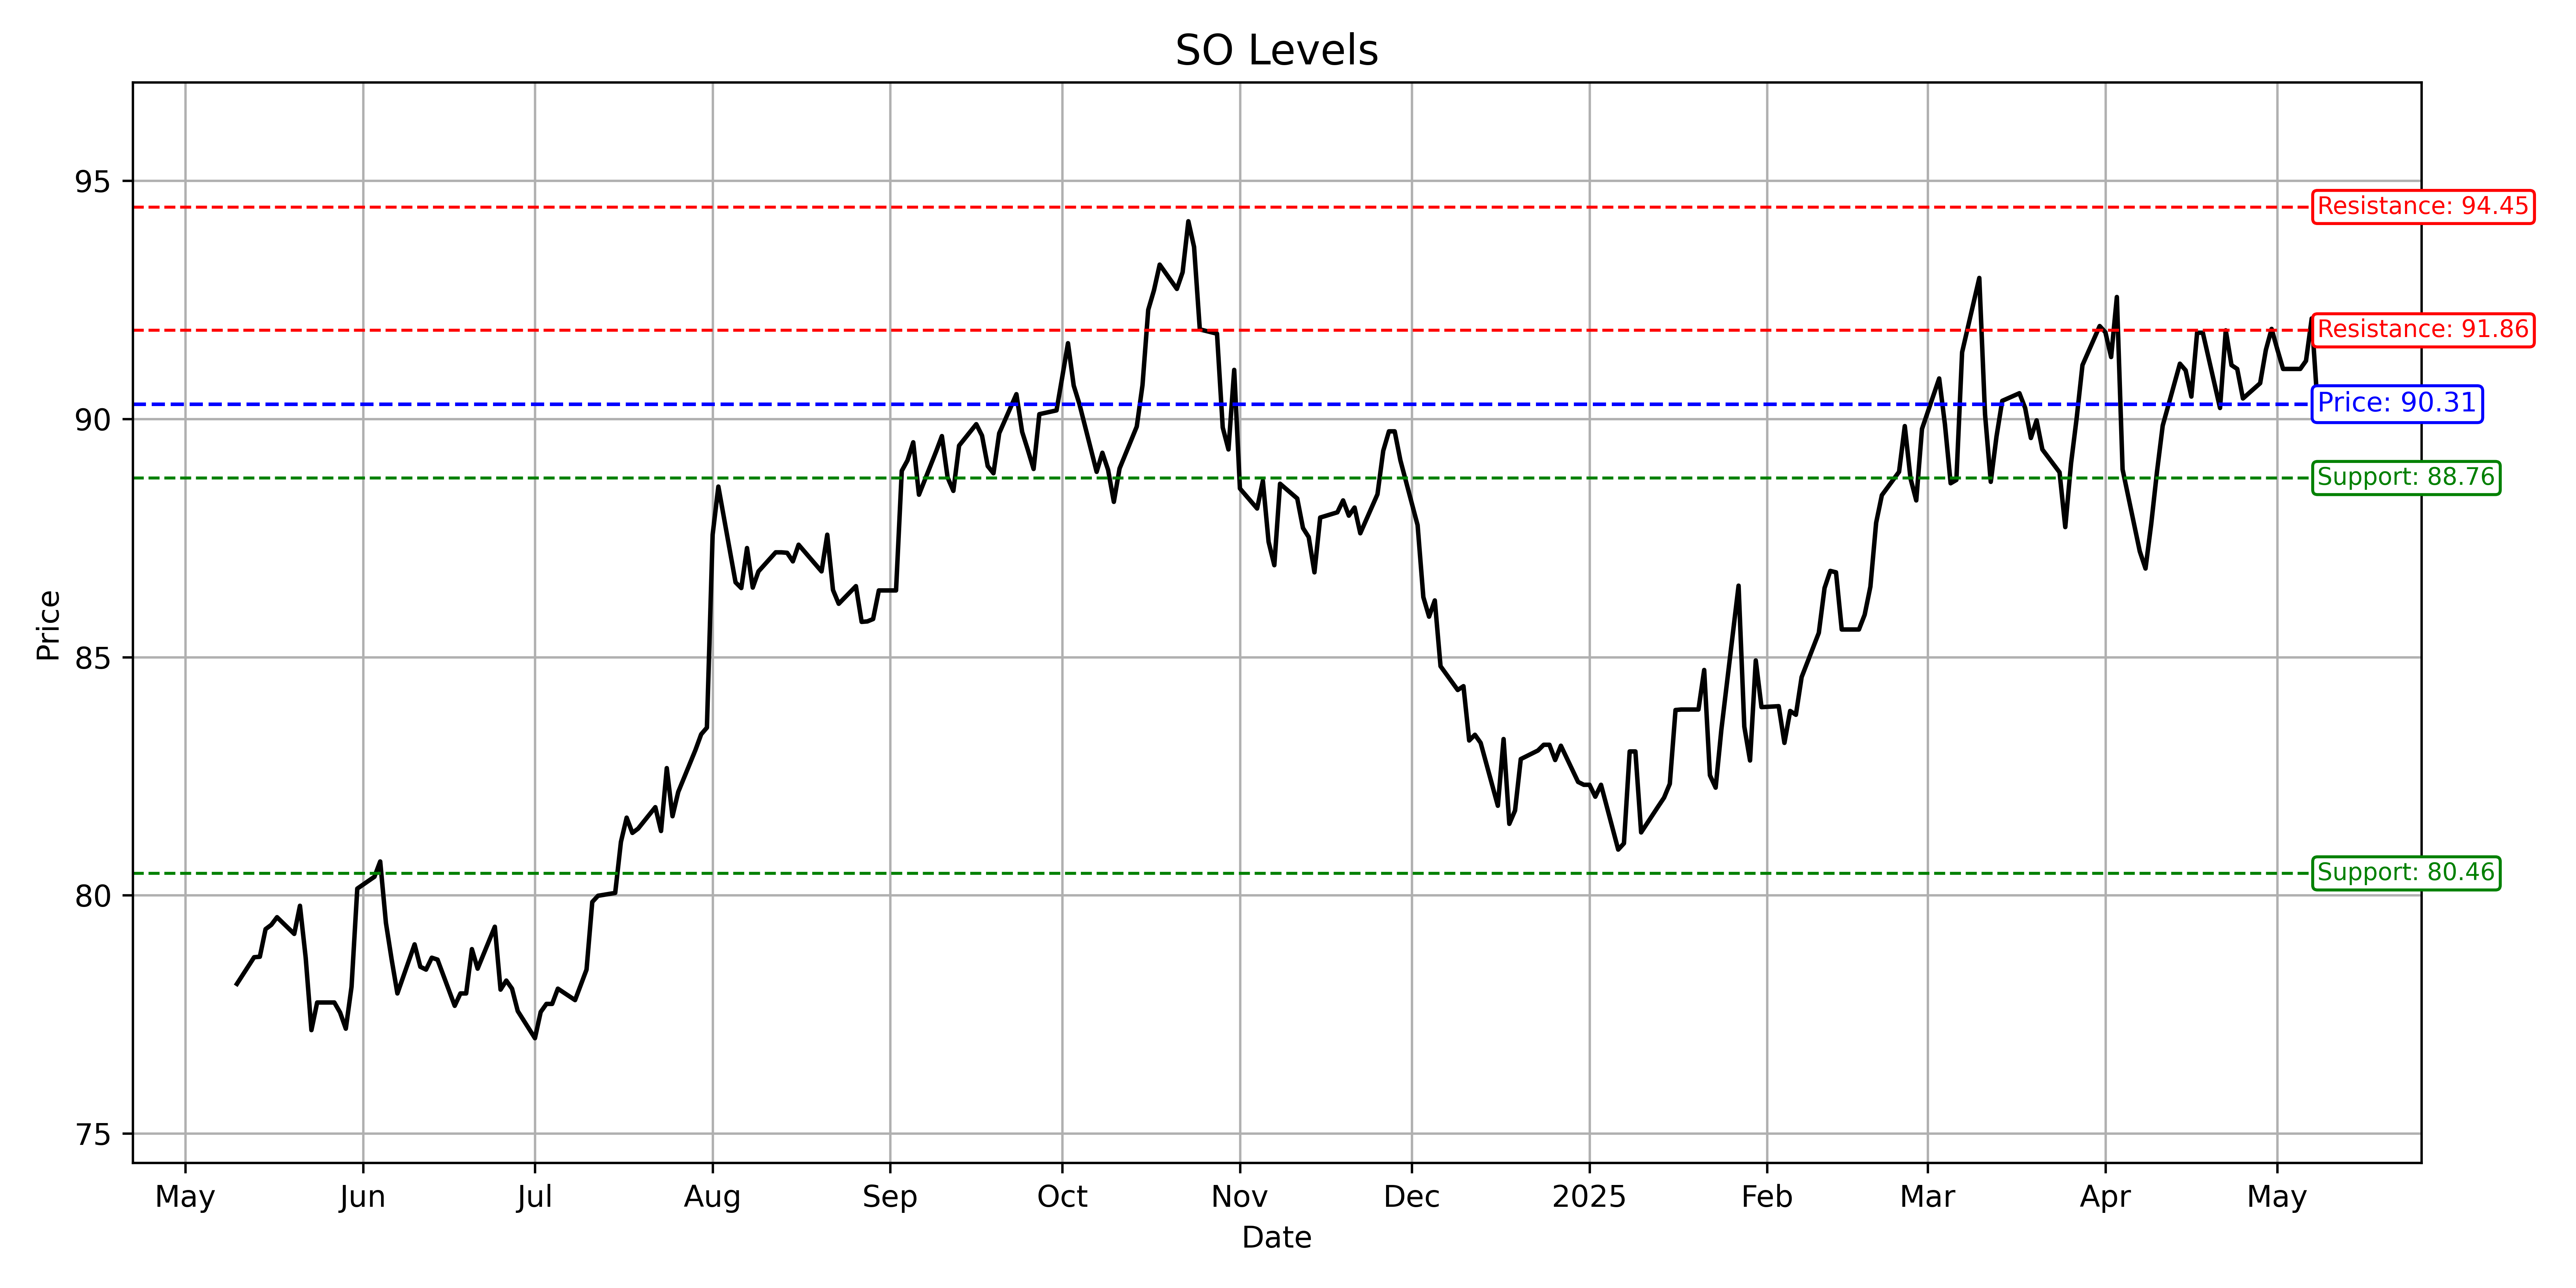 SO Levels
95
90
85
80
75
Price
Resistance: 94.45
Resistance: 91.86
Price: 90.31
Support: 88.76
Support: 80.46
May Jun Jul Aug Sep Oct Nov Dec 2025 Feb Mar Apr May
Date